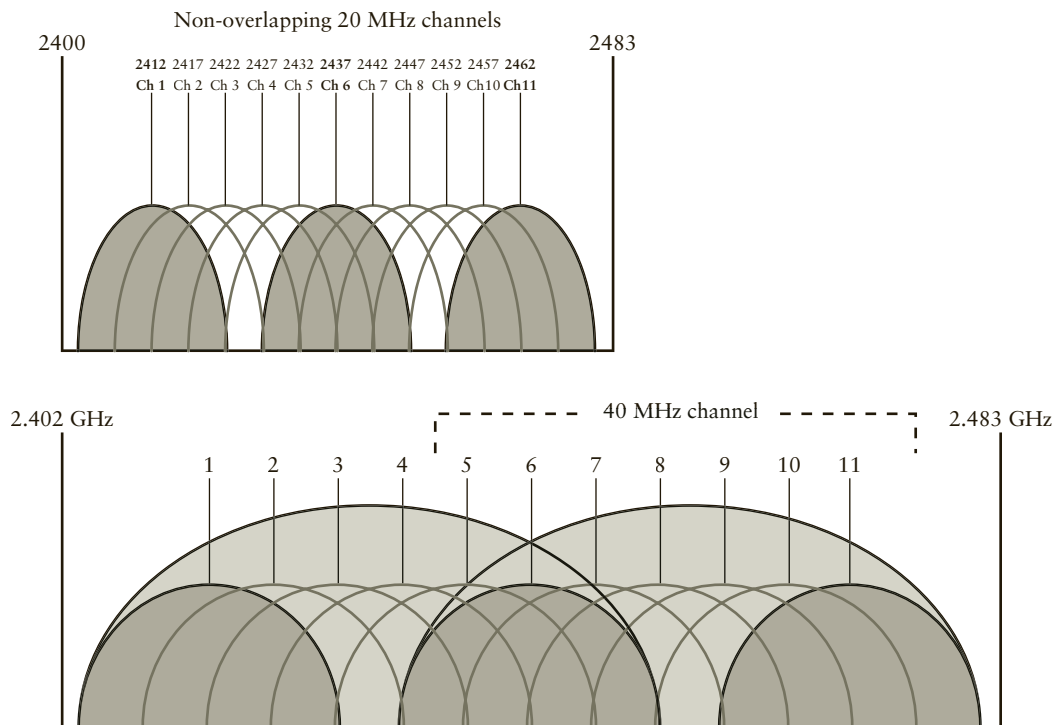 Non-overlapping 20 MHz channels
2400 2483
2412 2417 2422 2427 2432 2437 2442 2447 2452 2457 2462
Ch 1 Ch 2 Ch 3 Ch 4 Ch 5 Ch 6 Ch 7 Ch 8 Ch 9 Ch10 Ch11
40 MHz channel
2.402 GHz 2.483 GHz
1 2 3 4 5 6 7 8 9 10 11